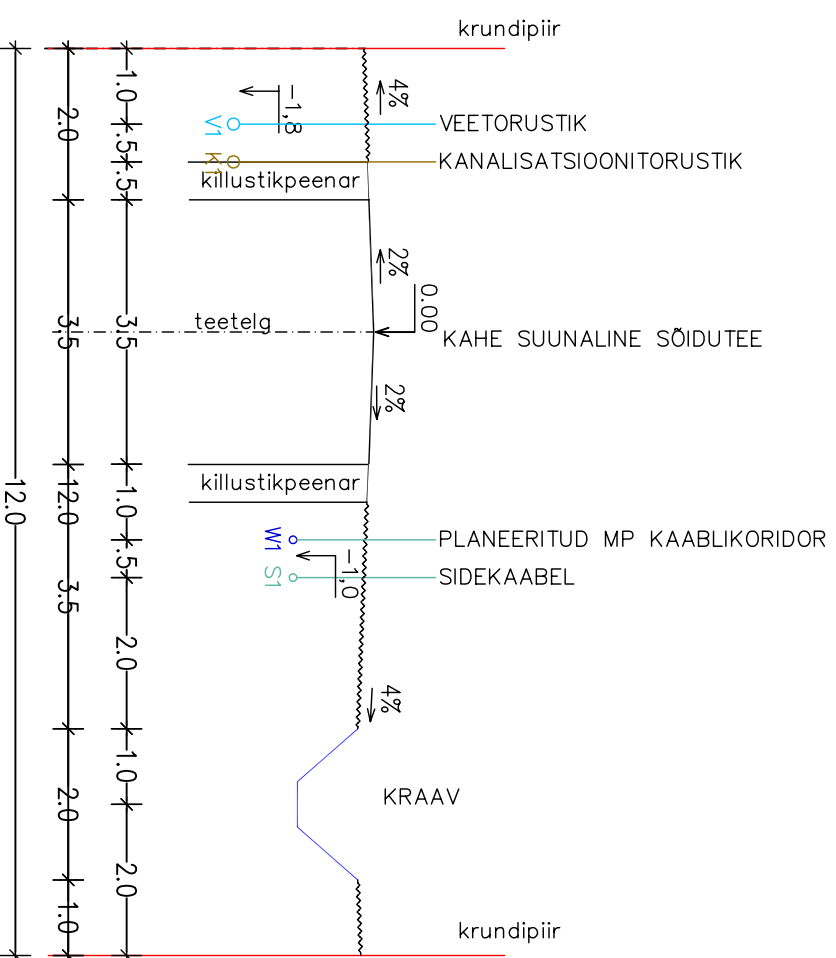 krundipiir
4%
-1,8
V1
VEETORUSTIK
K1
KANALISATSIOONITORUSTIK
killustikpeenar
2%
0.00
teetelg
KAHE SUUNALINE SÕIDUTEE
2%
killustikpeenar
W1
PLANEERITUD MP KAABLIKORIDOR
-1,0
S1
SIDEKAABEL
4%
KRAAV
krundipiir
1.0
.5
.5
3.5
1.0
.5
2.0
1.0
2.0
2.0
3.5
12.0
3.5
2.0
1.0
12.0